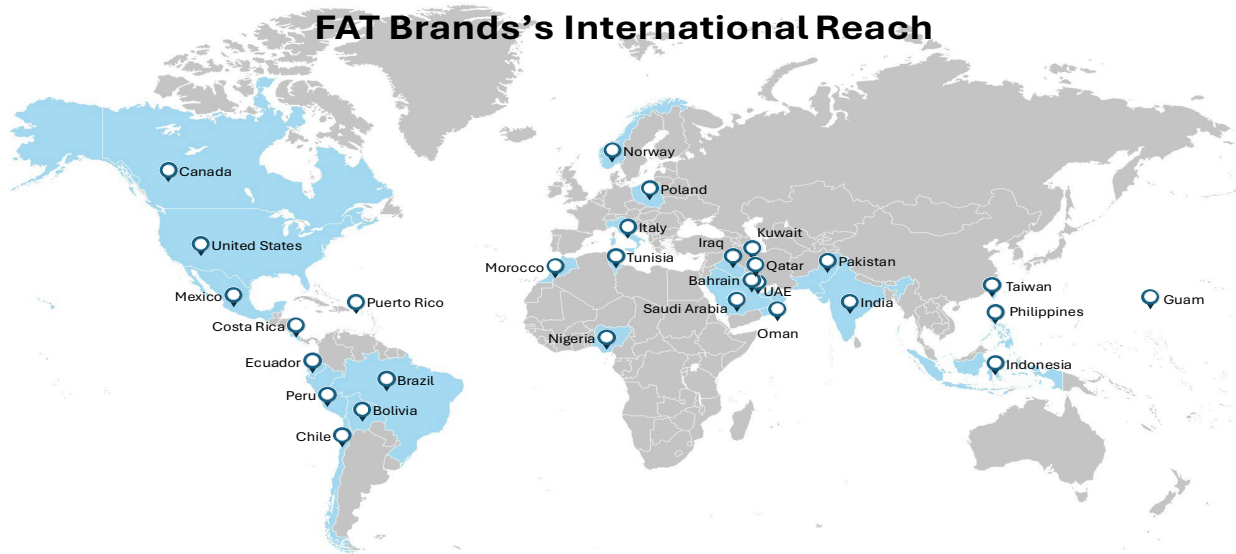 FAT Brands's International Reach
Canada
United States
Mexico
Puerto Rico
Costa Rica
Ecuador
Brazil
Peru
Bolivia
Chile
Norway
Poland
Italy
Tunisia
Morocco
Nigeria
Iraq
Kuwait
Qatar
Bahrain
UAE
Saudi Arabia
Oman
Pakistan
India
Taiwan
Philippines
Indonesia
Guam